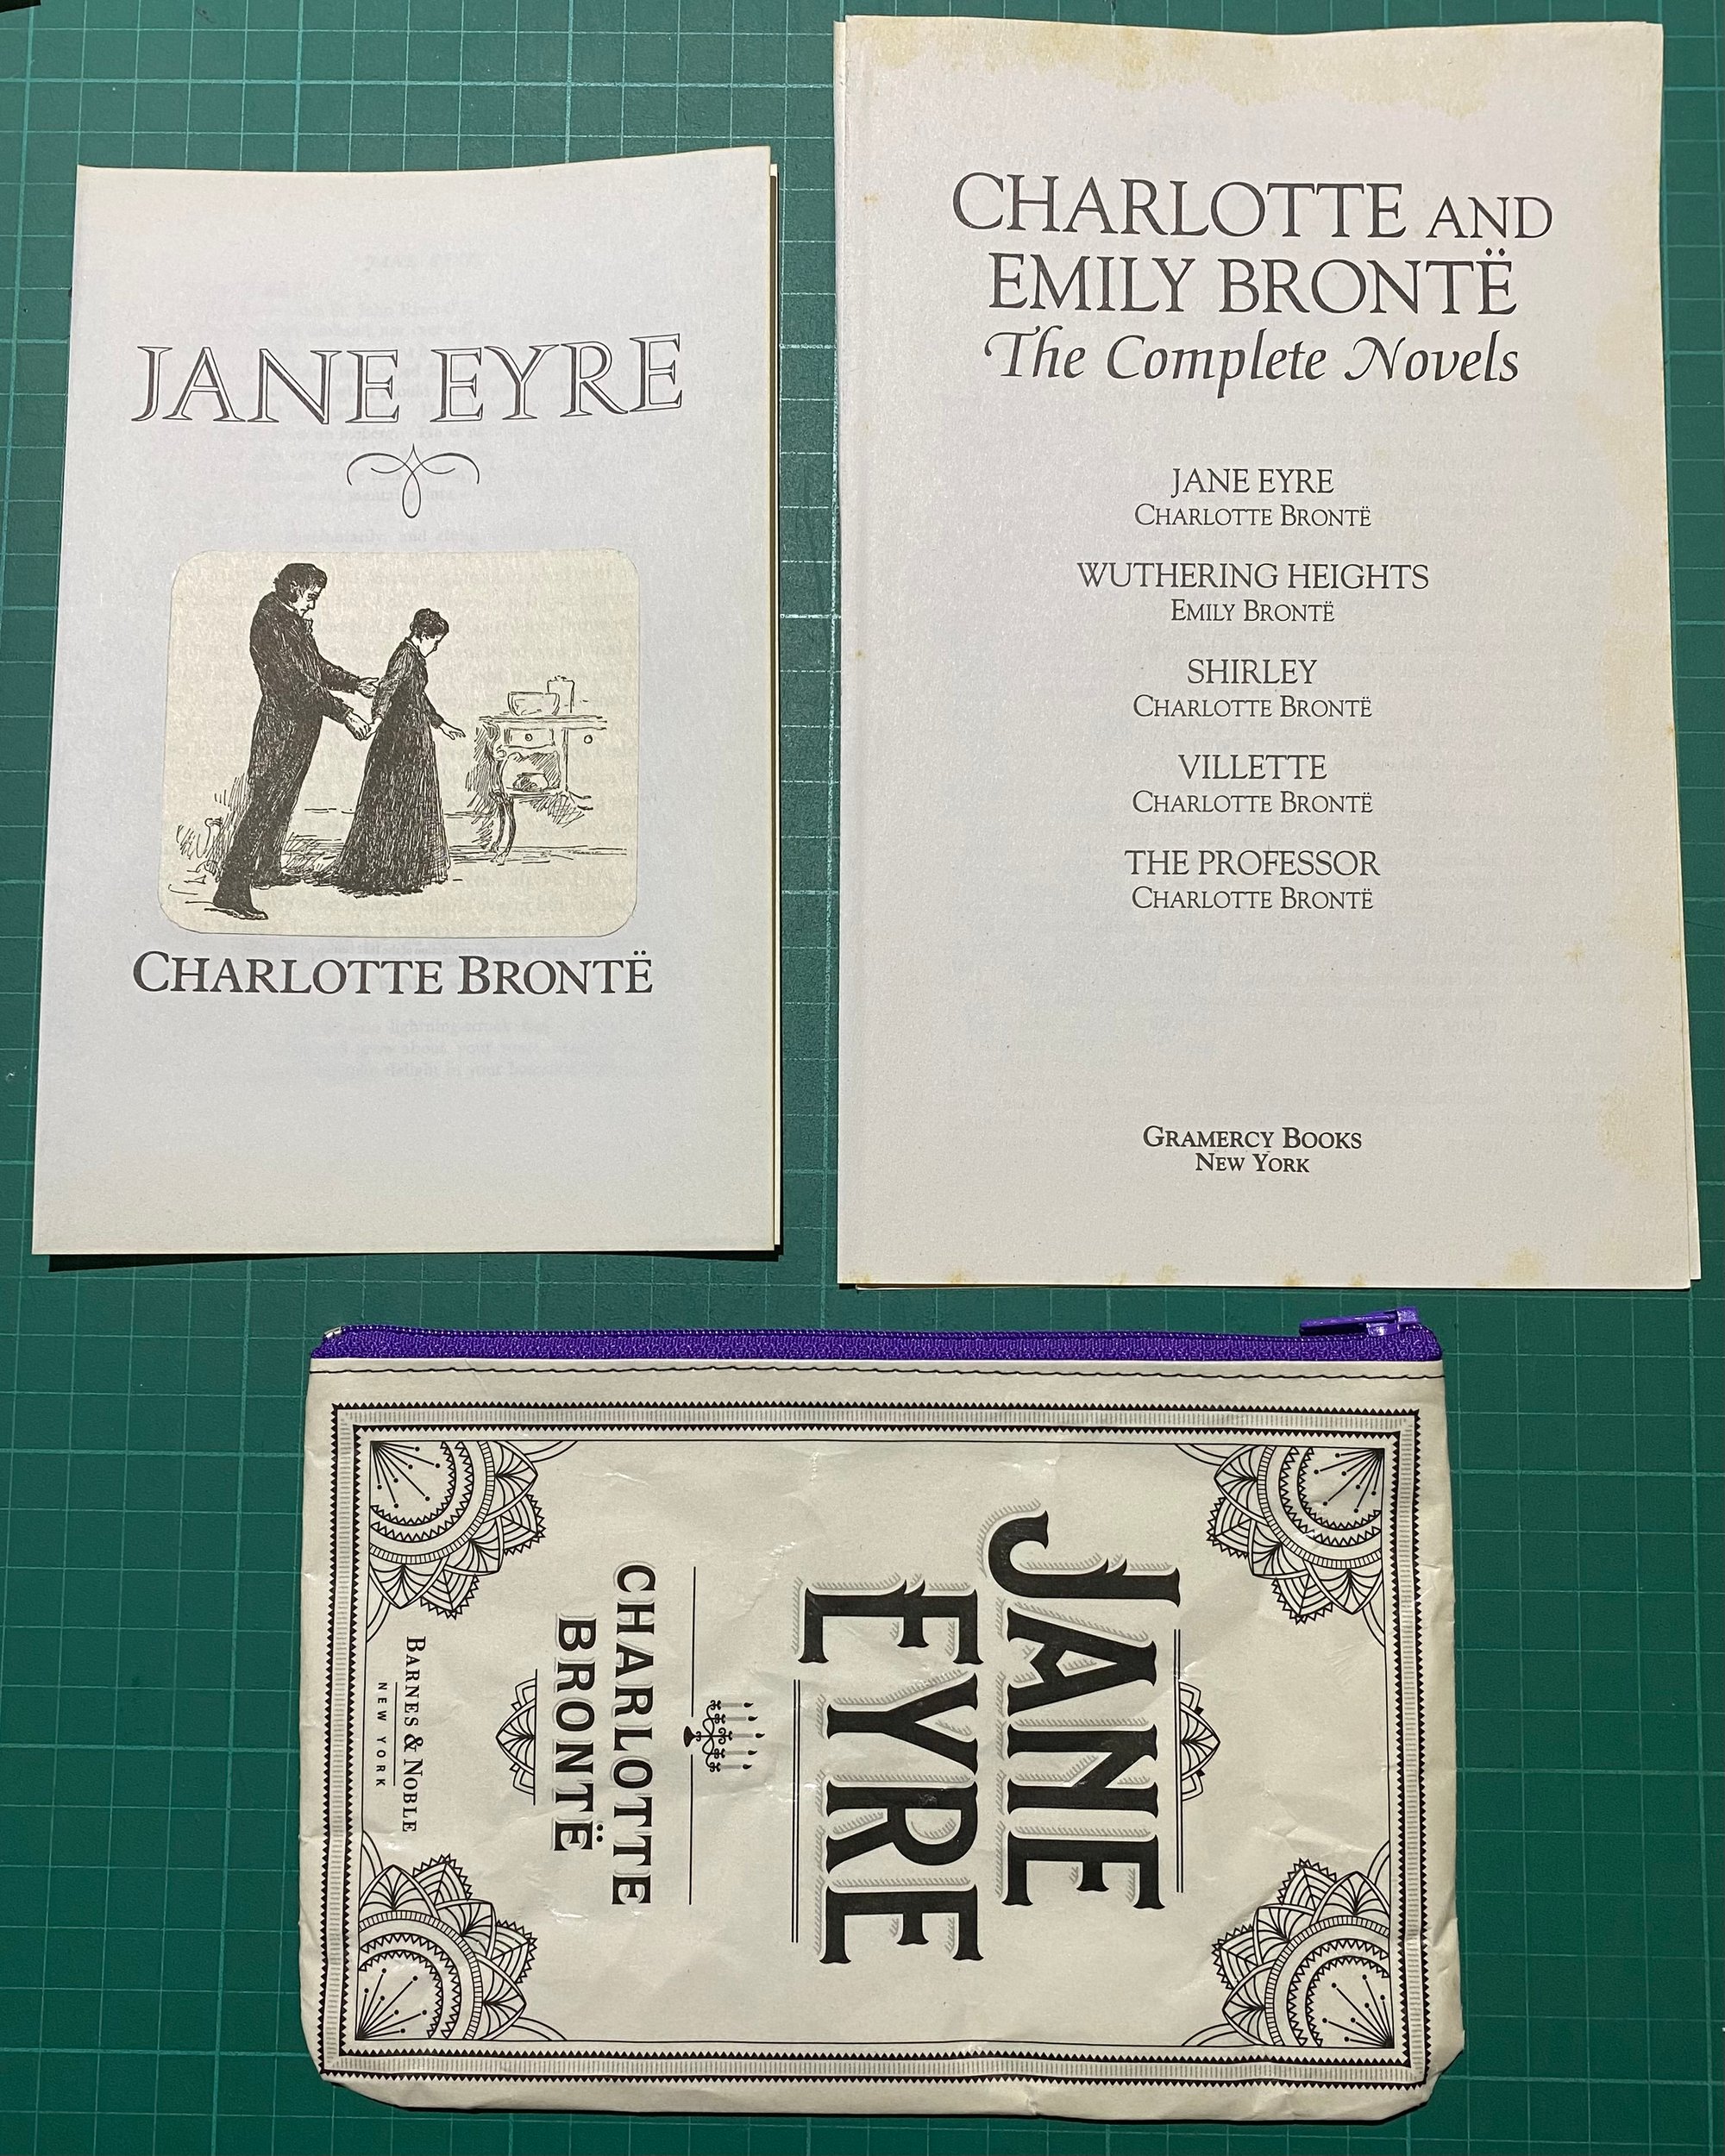 JANE EYRE
CHARLOTTE BRONTË
CHARLOTTE AND
EMILY BRONTË
The Complete Novels
JANE EYRE
CHARLOTTE BRONTË
WUTHERING HEIGHTS
EMILY BRONTË
SHIRLEY
CHARLOTTE BRONTË
VILLETTE
CHARLOTTE BRONTË
THE PROFESSOR
CHARLOTTE BRONTË
GRAMERCY BOOKS
NEW YORK
JANE
EYRE
CHARLOTTE
BRONTË
BARNES & NOBLE
NEW YORK